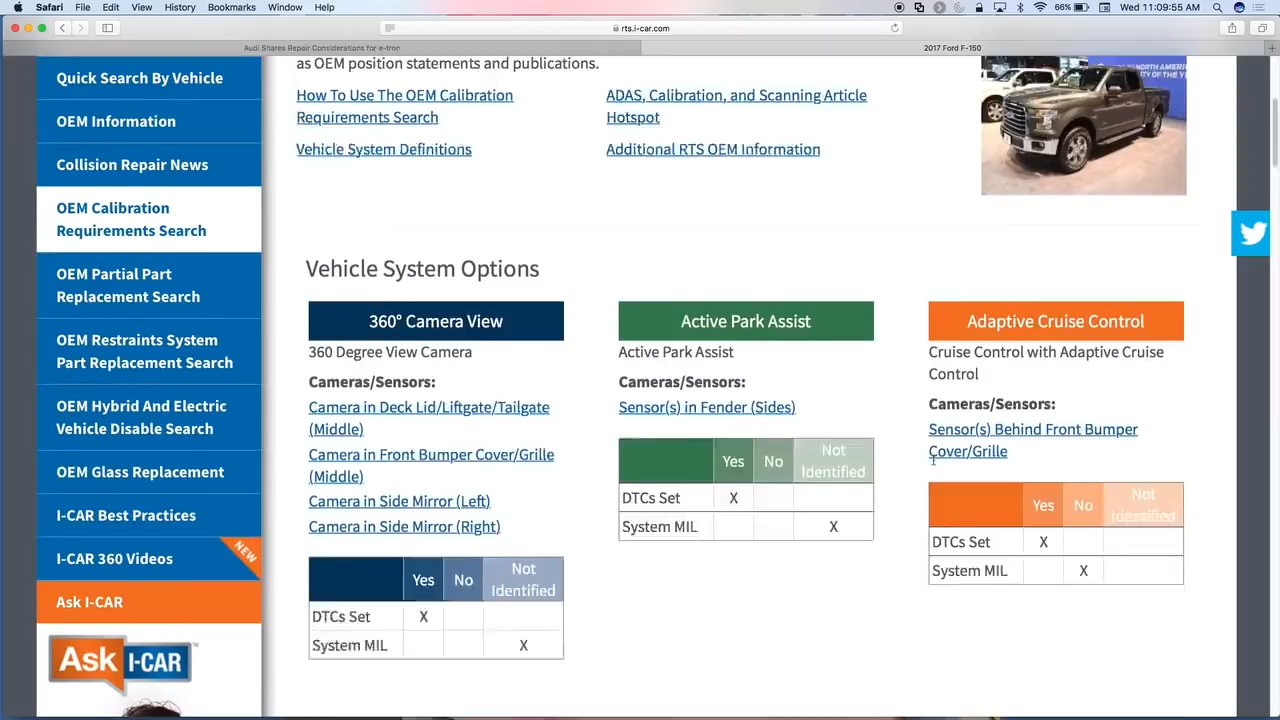 Safari File Edit View History Bookmarks Window Help 66% Wed 11:09:55 AM
rts.i-car.com
Audi Shares Repair Considerations for e-tron 2017 Ford F-150
Quick Search By Vehicle
OEM Information
Collision Repair News
OEM Calibration
Requirements Search
OEM Partial Part
Replacement Search
OEM Restraints System
Part Replacement Search
OEM Hybrid And Electric
Vehicle Disable Search
OEM Glass Replacement
I-CAR Best Practices
I-CAR 360 Videos
NEW
Ask I-CAR
Ask I-CAR
as OEM position statements and publications.
How To Use The OEM Calibration
Requirements Search
ADAS, Calibration, and Scanning Article
Hotspot
Vehicle System Definitions
Additional RTS OEM Information
NORTH AMERIC
TY OF THE YE
Vehicle System Options
360° Camera View
360 Degree View Camera
Cameras/Sensors:
Camera in Deck Lid/Liftgate/Tailgate
(Middle)
Camera in Front Bumper Cover/Grille
(Middle)
Camera in Side Mirror (Left)
Camera in Side Mirror (Right)
Yes No Not
Identified
DTCs Set X
System MIL X
Active Park Assist
Active Park Assist
Cameras/Sensors:
Sensor(s) in Fender (Sides)
Yes No Not
Identified
DTCs Set X
System MIL X
Adaptive Cruise Control
Cruise Control with Adaptive Cruise
Control
Cameras/Sensors:
Sensor(s) Behind Front Bumper
Cover/Grille
Yes No Not
Identified
DTCs Set X
System MIL X